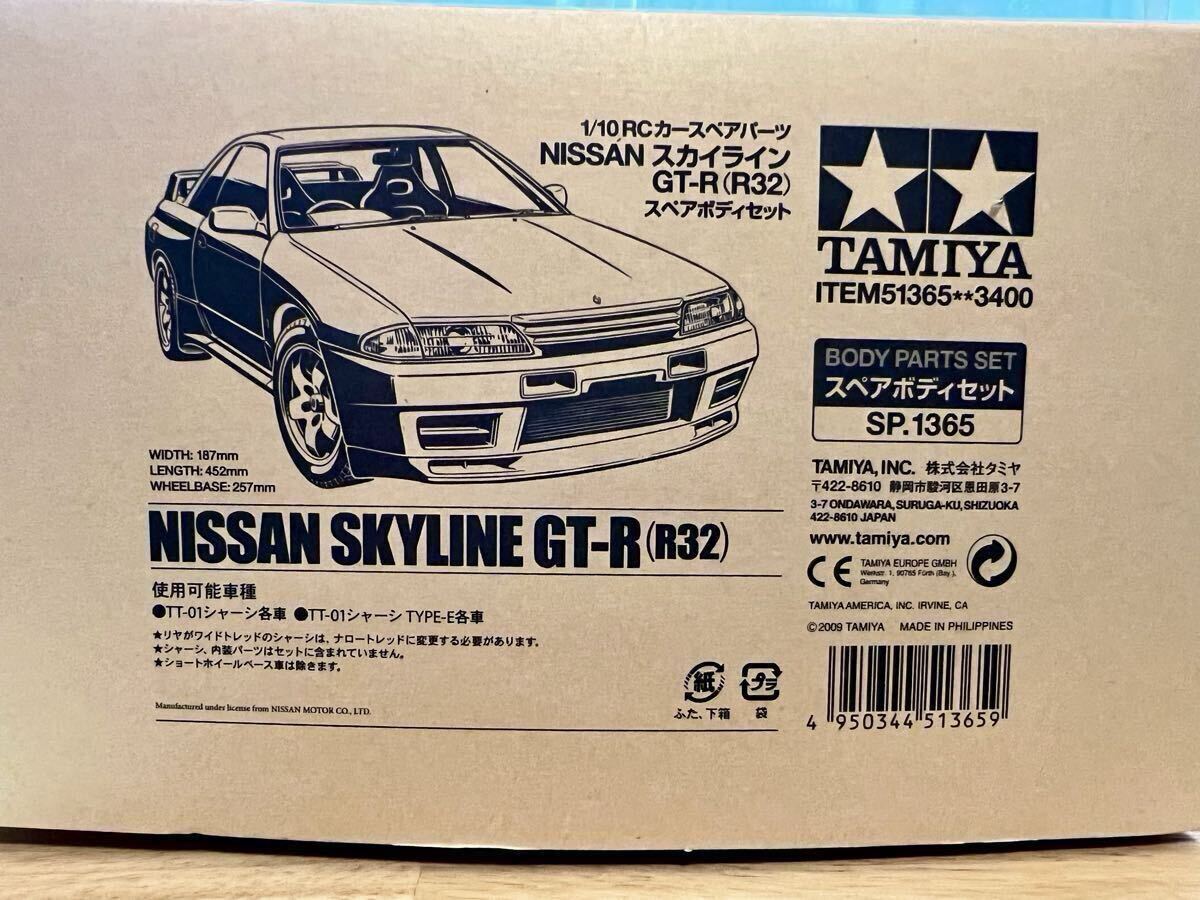 1/10 RCカースペアパーツ
NISSAN スカイライン
GT-R(R32)
スペアボディセット
TAMIYA
ITEM51365**3400
BODY PARTS SET
スペアボディセット
SP.1365
WIDTH: 187mm
LENGTH: 452mm
WHEELBASE: 257mm
NISSAN SKYLINE GT-R (R32)
使用可能車種
●TT-01シャーシ各車 ●TT-01シャーシ TYPE-E各車
★リヤがワイドトレッドのシャーシは、ナロートレッドに変更する必要があります。
★シャーシ、内装パーツはセットに含まれていません。
★ショートホイールベース車は除きます。
Manufactured under license from NISSAN MOTOR CO., LTD.
紙
ふた、下箱
プラ
袋
TAMIYA, INC. 株式会社タミヤ
〒422-8610 静岡市駿河区恩田原3-7
3-7 ONDAWARA, SURUGA-KU, SHIZUOKA
422-8610 JAPAN
www.tamiya.com
CE
TAMIYA EUROPE GMBH
Werkstr. 1, 90765 Fürth (Bay.),
Germany
TAMIYA AMERICA, INC. IRVINE, CA
©2009 TAMIYA MADE IN PHILIPPINES
4 950344 513659